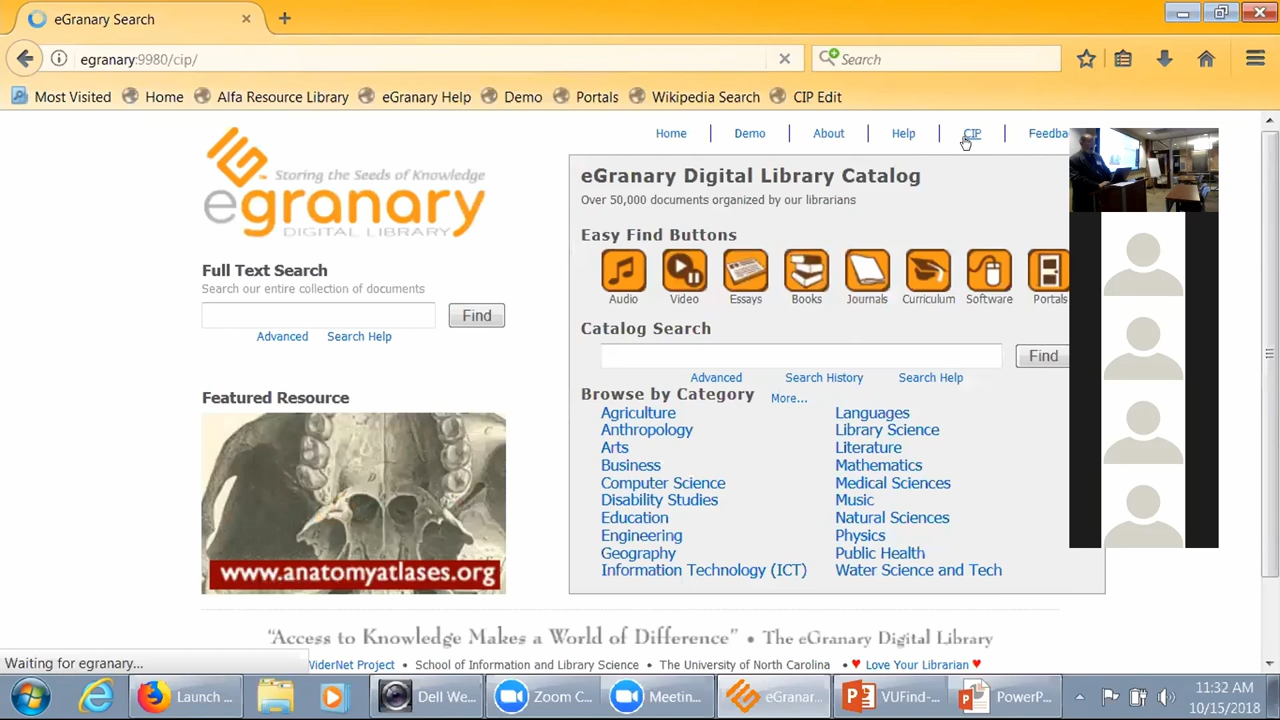 eGranary Search
egranary:9980/cip/
Search
Most Visited Home Alfa Resource Library eGranary Help Demo Portals Wikipedia Search CIP Edit
Home Demo About Help CIP Feedba
Storing the Seeds of Knowledge
egranary
DIGITAL LIBRARY
Full Text Search
Search our entire collection of documents
Find
Advanced Search Help
Featured Resource
www.anatomyatlases.org
eGranary Digital Library Catalog
Over 50,000 documents organized by our librarians
Easy Find Buttons
Audio Video Essays Books Journals Curriculum Software Portals
Catalog Search
Find
Advanced Search History Search Help
Browse by Category More...
Agriculture
Anthropology
Arts
Business
Computer Science
Disability Studies
Education
Engineering
Geography
Information Technology (ICT)
Languages
Library Science
Literature
Mathematics
Medical Sciences
Music
Natural Sciences
Physics
Public Health
Water Science and Tech
“Access to Knowledge Makes a World of Difference” • The eGranary Digital Library
WiderNet Project • School of Information and Library Science • The University of North Carolina • ♥ Love Your Librarian ♥
Waiting for egranary...
Launch ... Dell We... Zoom C... Meetin... eGranar... VUFind-... PowerP...
11:32 AM
10/15/2018